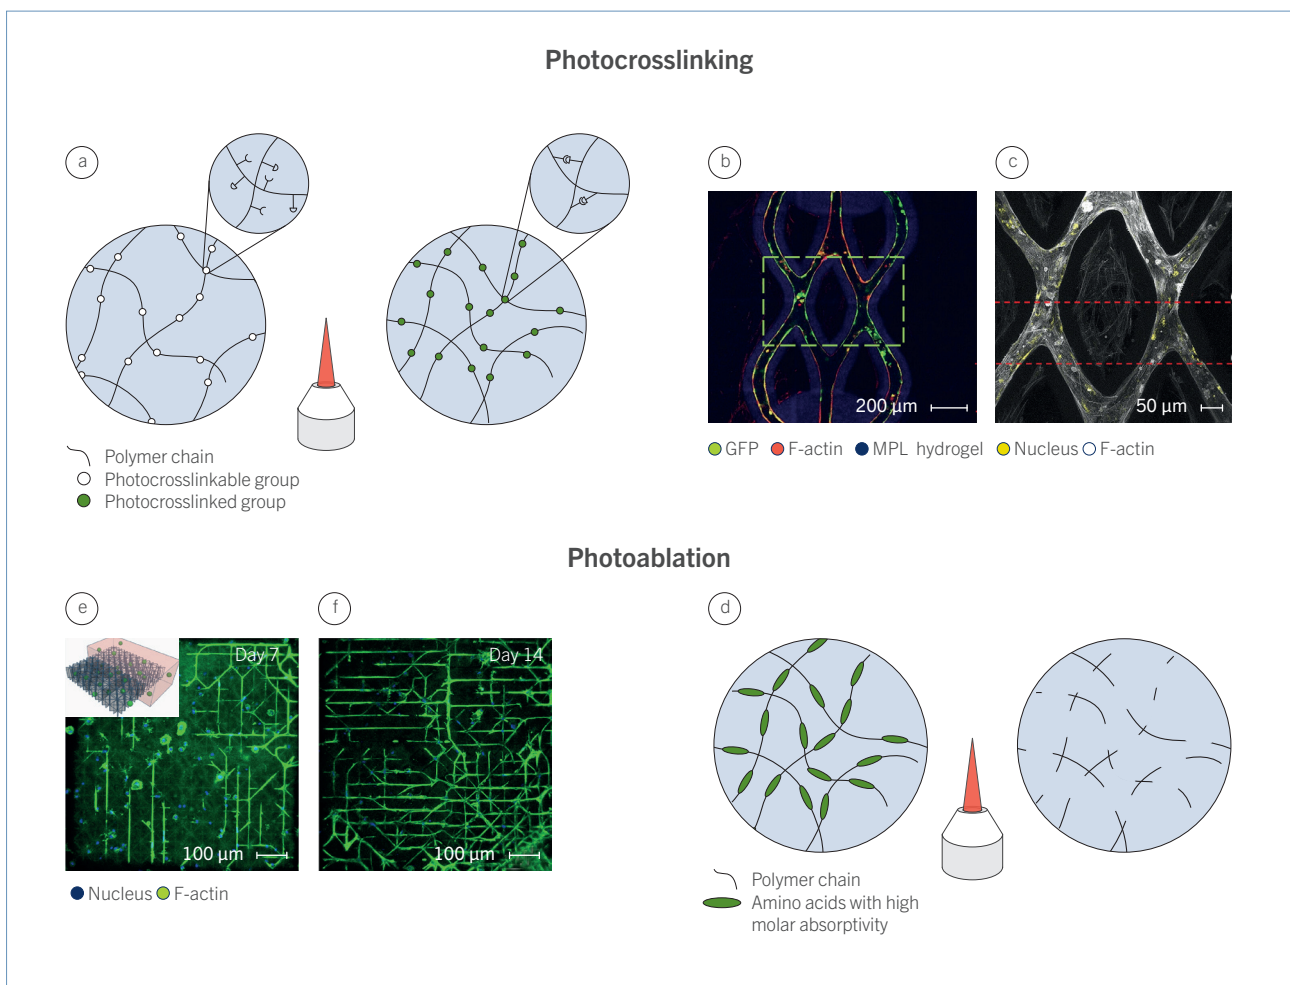 Photocrosslinking
a
Polymer chain
Photocrosslinkable group
Photocrosslinked group
b
200 µm
c
50 µm
GFP F-actin MPL hydrogel Nucleus F-actin
Photoablation
e
Day 7
100 µm
f
Day 14
100 µm
Nucleus F-actin
d
Polymer chain
Amino acids with high
molar absorptivity